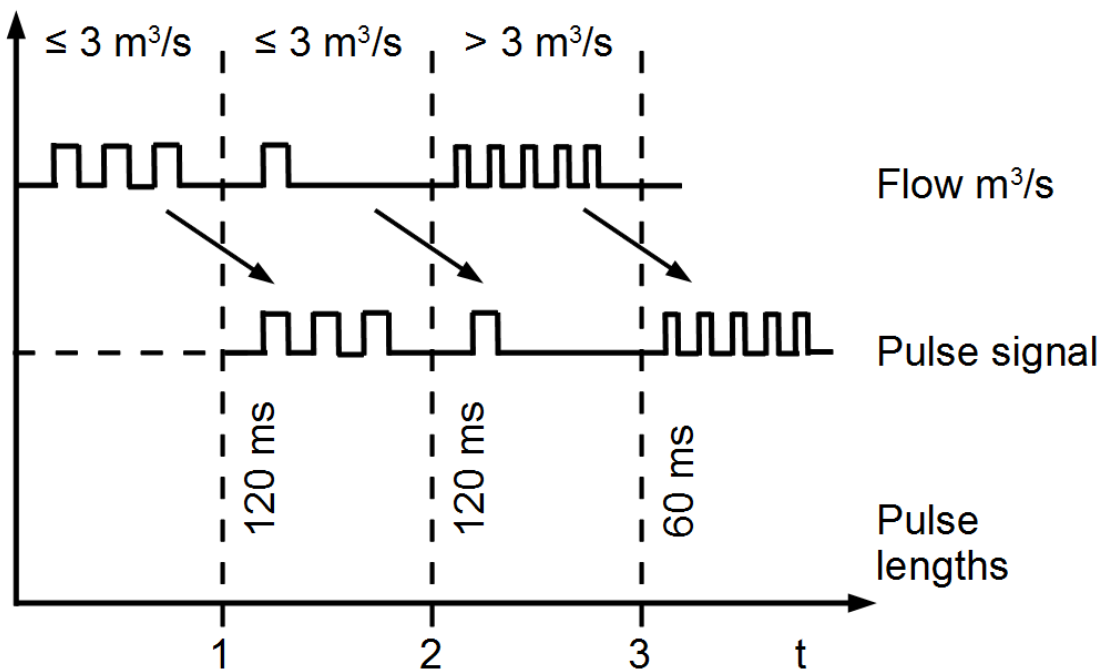 ≤ 3 m³/s ≤ 3 m³/s > 3 m³/s
Flow m³/s
Pulse signal
120 ms 120 ms 60 ms
Pulse
lengths
1 2 3 t